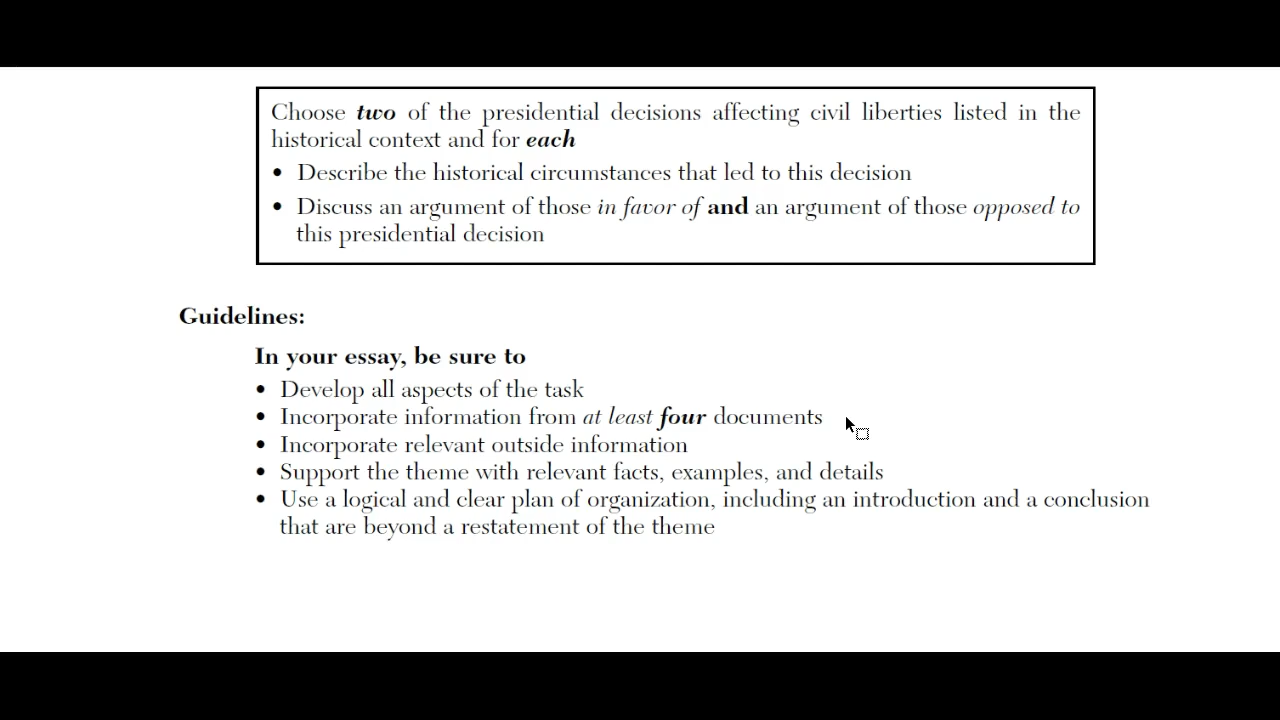 Choose two of the presidential decisions affecting civil liberties listed in the
historical context and for each
• Describe the historical circumstances that led to this decision
• Discuss an argument of those in favor of and an argument of those opposed to
this presidential decision
Guidelines:
In your essay, be sure to
• Develop all aspects of the task
• Incorporate information from at least four documents
• Incorporate relevant outside information
• Support the theme with relevant facts, examples, and details
• Use a logical and clear plan of organization, including an introduction and a conclusion
that are beyond a restatement of the theme